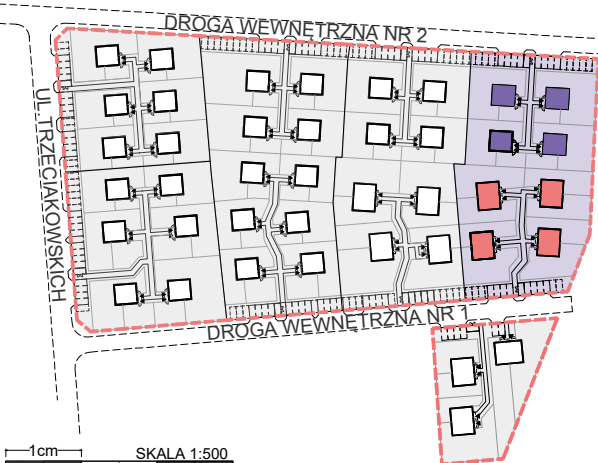 DROGA WEWNĘTRZNA NR 2
UL.TRZECIAKOWSKICH
DROGA WEWNĘTRZNA NR 1
1cm
SKALA 1:500